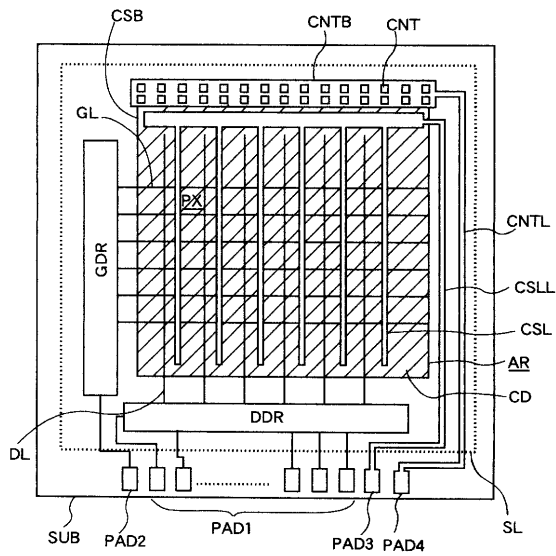 CSB
CNTB
CNT
GL
PX
GDR
CNTL
CSLL
CSL
AR
CD
DDR
DL
SL
SUB
PAD2
PAD1
PAD3
PAD4